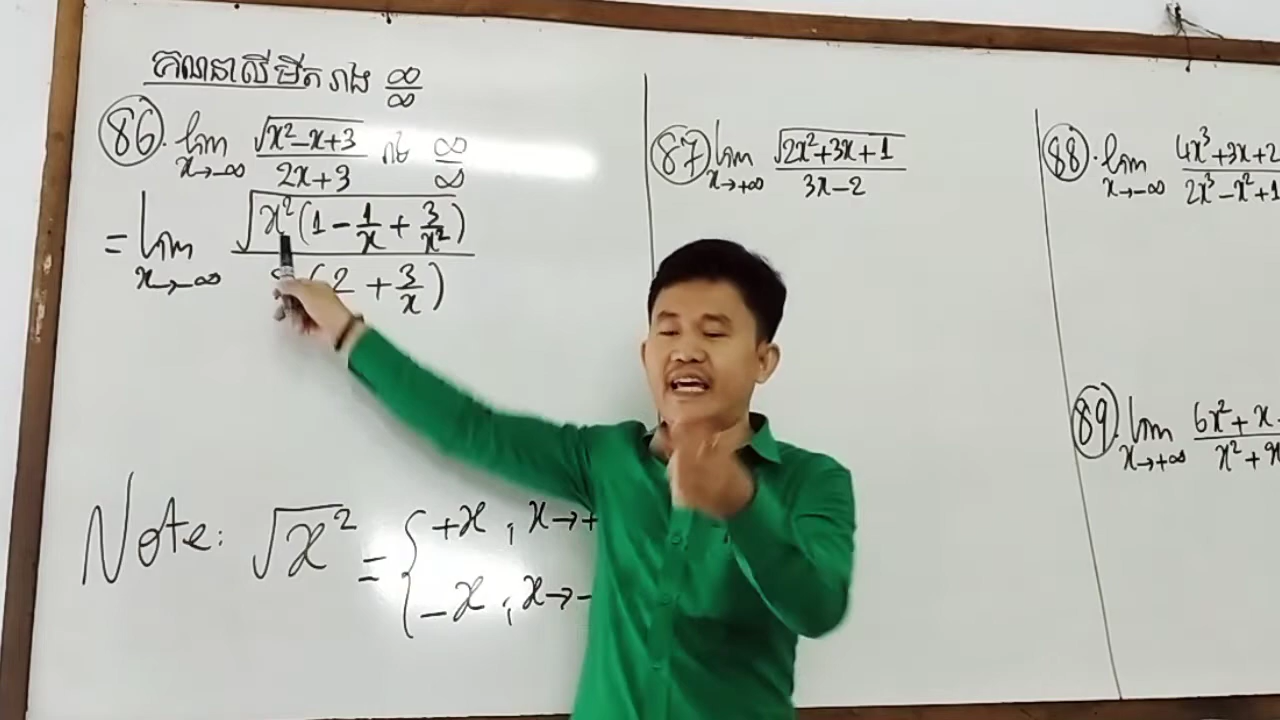 គណនាលីមីតរាង ∞/∞
86. lim x→-∞ √(x²-x+3)/(2x+3) រាង ∞/∞
= lim x→-∞ √(x²(1-1/x+3/x²))/ (2+3/x)
Note: √x² = { +x ; x→+
-x ; x→-
87 lim x→+∞ √(2x²+3x+1)/(3x-2)
88. lim x→-∞ (4x³+3x+2)/(2x³-x²+1
89. lim x→+∞ (6x²+x)/(x²+